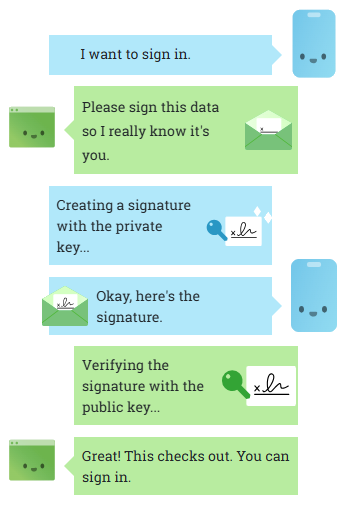 I want to sign in.
Please sign this data
so I really know it's
you.
Creating a signature
with the private
key...
Okay, here's the
signature.
Verifying the
signature with the
public key...
Great! This checks out. You can
sign in.